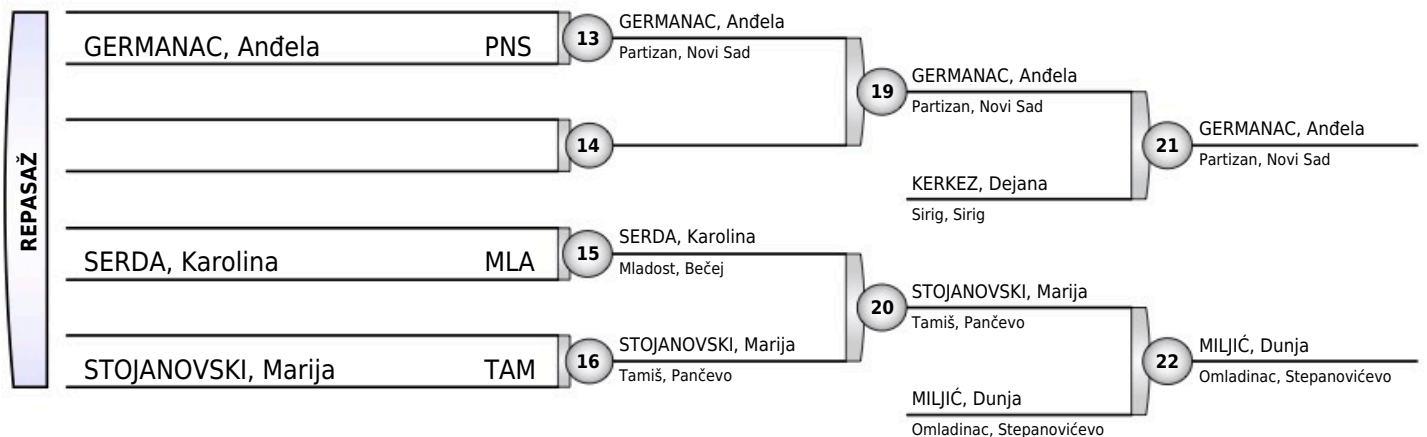 REPASAŽ
GERMANAC, Anđela PNS
13
GERMANAC, Anđela
Partizan, Novi Sad
14
19
GERMANAC, Anđela
Partizan, Novi Sad
KERKEZ, Dejana
Sirig, Sirig
21
GERMANAC, Anđela
Partizan, Novi Sad
SERDA, Karolina MLA
15
SERDA, Karolina
Mladost, Bečej
STOJANOVSKI, Marija TAM
16
STOJANOVSKI, Marija
Tamiš, Pančevo
20
STOJANOVSKI, Marija
Tamiš, Pančevo
MILJIĆ, Dunja
Omladinac, Stepanovićevo
22
MILJIĆ, Dunja
Omladinac, Stepanovićevo